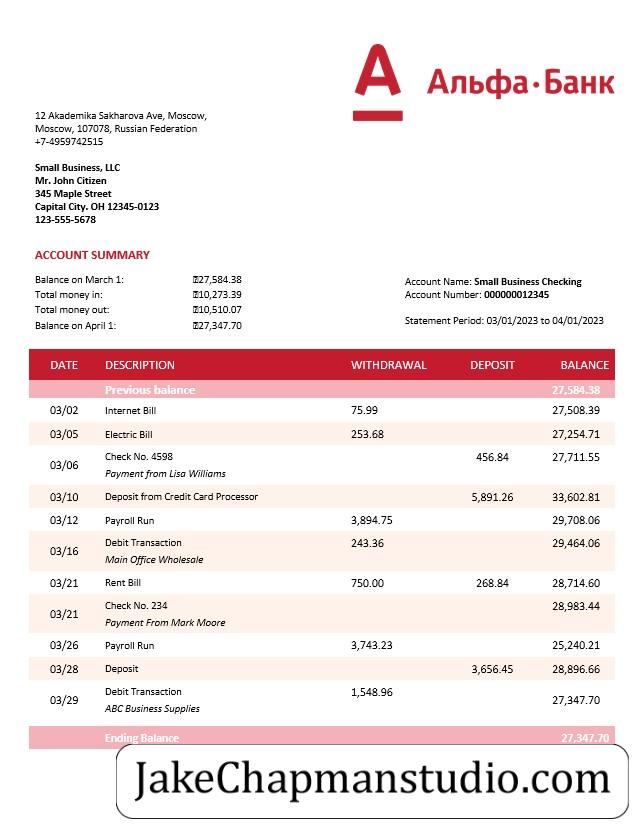 A
Альфа·Банк
12 Akademika Sakharova Ave, Moscow,
Moscow, 107078, Russian Federation
+7-4959742515
Small Business, LLC
Mr. John Citizen
345 Maple Street
Capital City. OH 12345-0123
123-555-5678
ACCOUNT SUMMARY
Balance on March 1: 27,584.38
Total money in: 10,273.39
Total money out: 10,510.07
Balance on April 1: 27,347.70
Account Name: Small Business Checking
Account Number: 000000012345
Statement Period: 03/01/2023 to 04/01/2023
DATE DESCRIPTION WITHDRAWAL DEPOSIT BALANCE
Previous balance 27,584.38
03/02 Internet Bill 75.99 27,508.39
03/05 Electric Bill 253.68 27,254.71
03/06 Check No. 4598 456.84 27,711.55
Payment from Lisa Williams
03/10 Deposit from Credit Card Processor 5,891.26 33,602.81
03/12 Payroll Run 3,894.75 29,708.06
03/16 Debit Transaction 243.36 29,464.06
Main Office Wholesale
03/21 Rent Bill 750.00 268.84 28,714.60
03/21 Check No. 234 28,983.44
Payment From Mark Moore
03/26 Payroll Run 3,743.23 25,240.21
03/28 Deposit 3,656.45 28,896.66
03/29 Debit Transaction 1,548.96 27,347.70
ABC Business Supplies
Ending Balance 27,347.70
JakeChapmanstudio.com